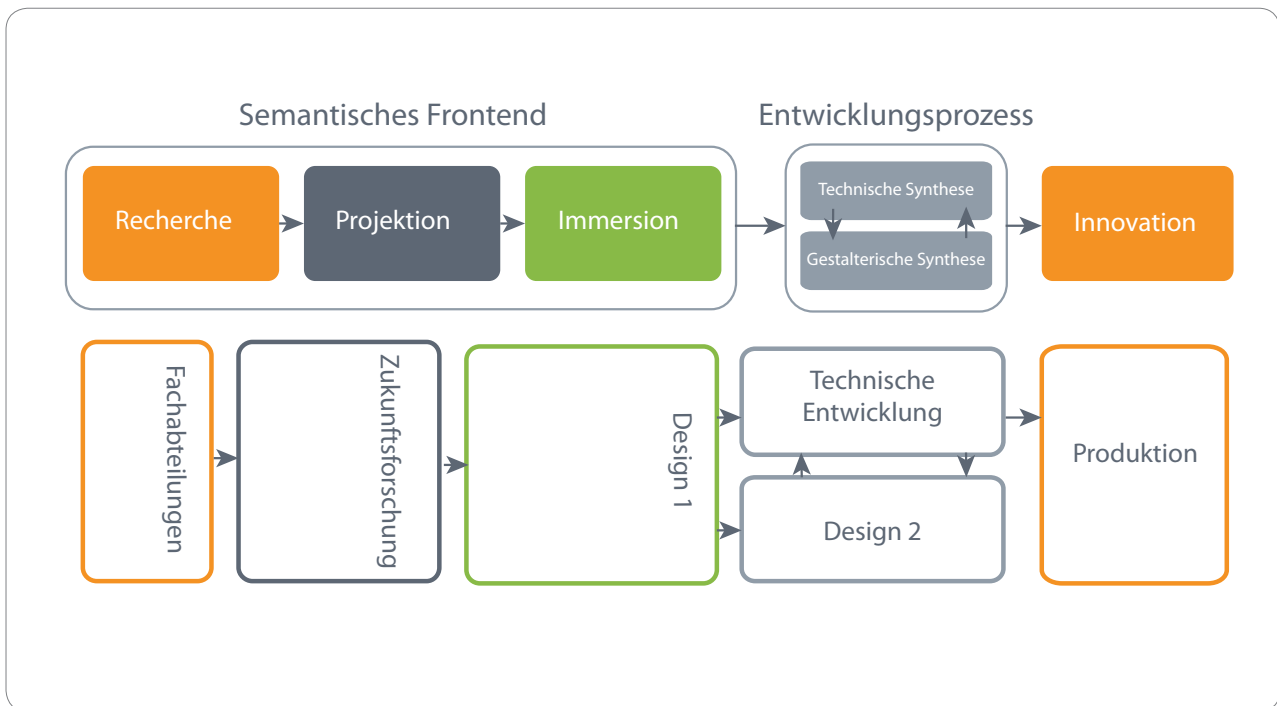 Semantisches Frontend
Entwicklungsprozess
Recherche
Projektion
Immersion
Technische Synthese
Gestalterische Synthese
Innovation
Fachabteilungen
Zukunftsforschung
Design 1
Technische
Entwicklung
Design 2
Produktion